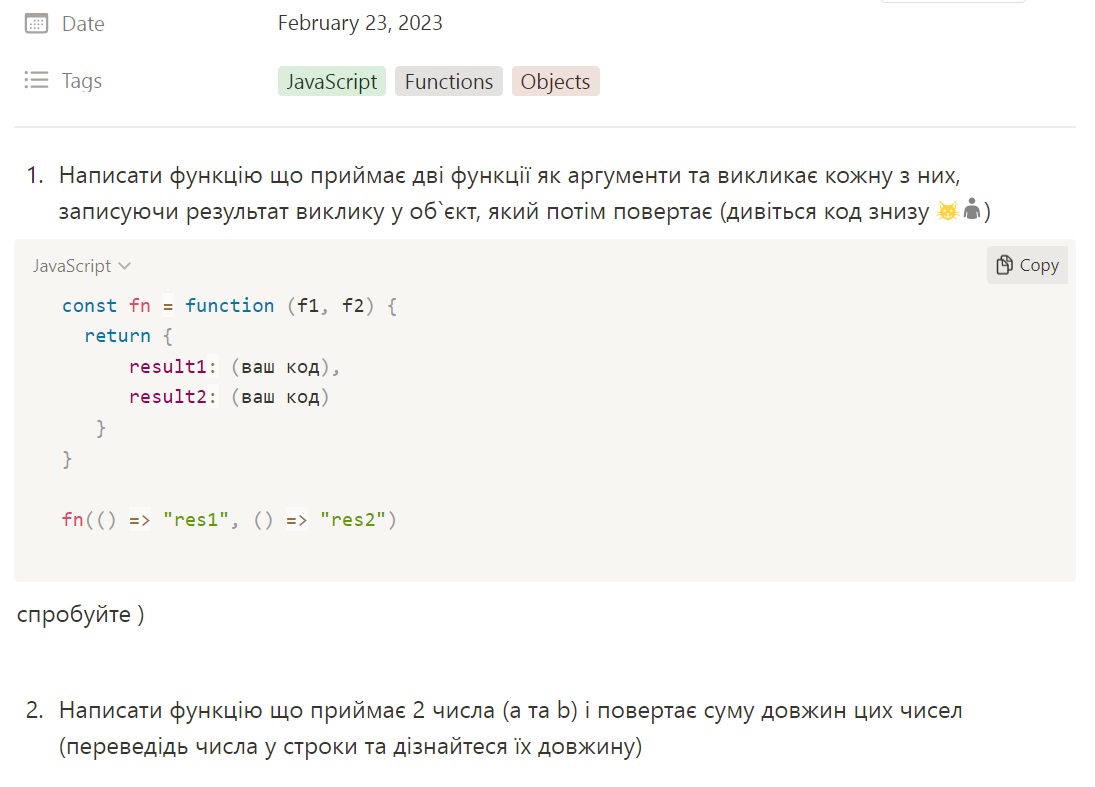 Date February 23, 2023
Tags JavaScript Functions Objects
1. Написати функцію що приймає дві функції як аргументи та викликає кожну з них,
записуючи результат виклику у об`єкт, який потім повертає (дивіться код знизу 🐱‍👤)
JavaScript Copy
const fn = function (f1, f2) {
return {
result1: (ваш код),
result2: (ваш код)
}
}
fn(() => "res1", () => "res2")
спробуйте )
2. Написати функцію що приймає 2 числа (a та b) і повертає суму довжин цих чисел
(переведідь числа у строки та дізнайтеся їх довжину)